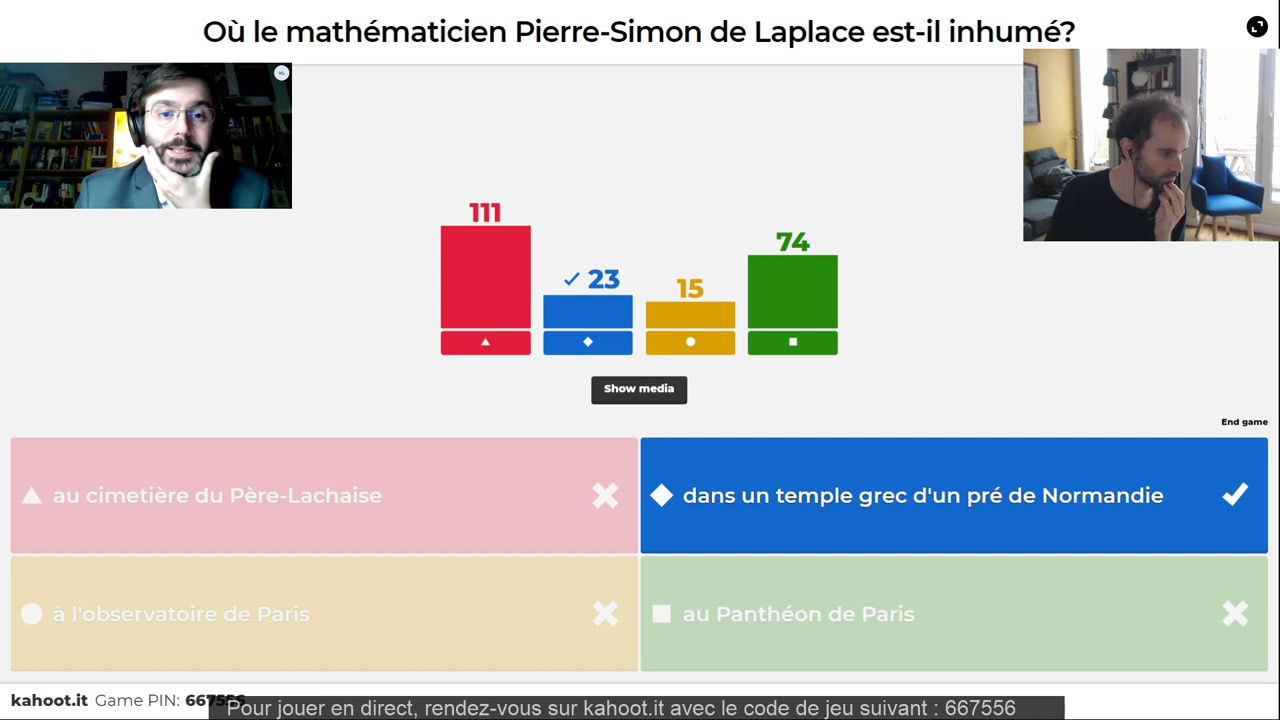 Où le mathématicien Pierre-Simon de Laplace est-il inhumé?
111
23
15
74
Show media
End game
au cimetière du Père-Lachaise
dans un temple grec d'un pré de Normandie
à l'observatoire de Paris
au Panthéon de Paris
kahoot.it Game PIN: 667556
Pour jouer en direct, rendez-vous sur kahoot.it avec le code de jeu suivant : 667556